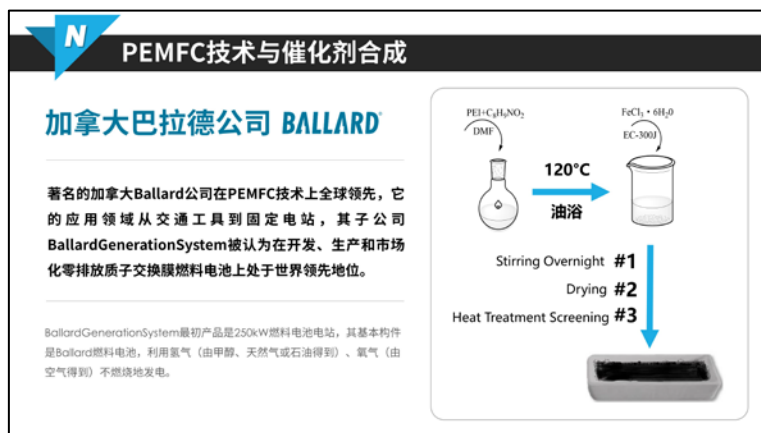 N
PEMFC技术与催化剂合成
加拿大巴拉德公司 BALLARD
著名的加拿大Ballard公司在PEMFC技术上全球领先，它
的应用领域从交通工具到固定电站，其子公司
BallardGenerationSystem被认为在开发、生产和市场
化零排放质子交换膜燃料电池上处于世界领先地位。
BallardGenerationSystem最初产品是250kW燃料电池电站，其基本构件
是Ballard燃料电池，利用氢气（由甲醇、天然气或石油得到）、氧气（由
空气得到）不燃烧地发电。
PEI+C₈H₉NO₂
DMF
120°C
油浴
FeCl₃・6H₂0
EC-300J
Stirring Overnight #1
Drying #2
Heat Treatment Screening #3